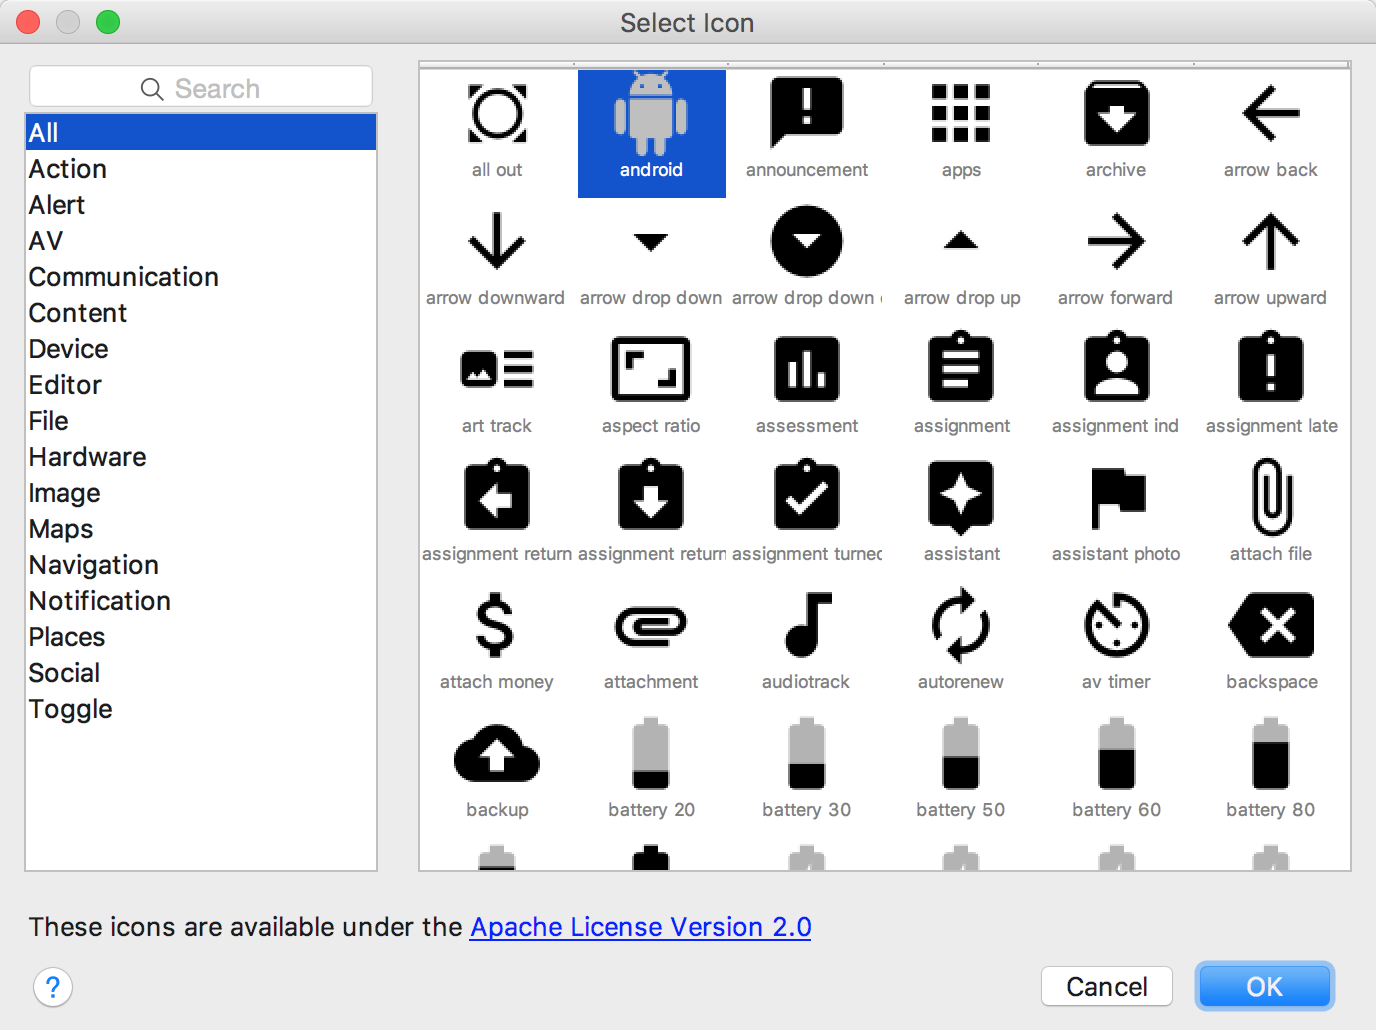 Select Icon
Search
All
Action
Alert
AV
Communication
Content
Device
Editor
File
Hardware
Image
Maps
Navigation
Notification
Places
Social
Toggle
all out android announcement apps archive arrow back
arrow downward arrow drop down arrow drop down arrow drop up arrow forward arrow upward
art track aspect ratio assessment assignment assignment ind assignment late
assignment return assignment return assignment turned assistant assistant photo attach file
attach money attachment audiotrack autorenew av timer backspace
backup battery 20 battery 30 battery 50 battery 60 battery 80
These icons are available under the Apache License Version 2.0
? Cancel OK